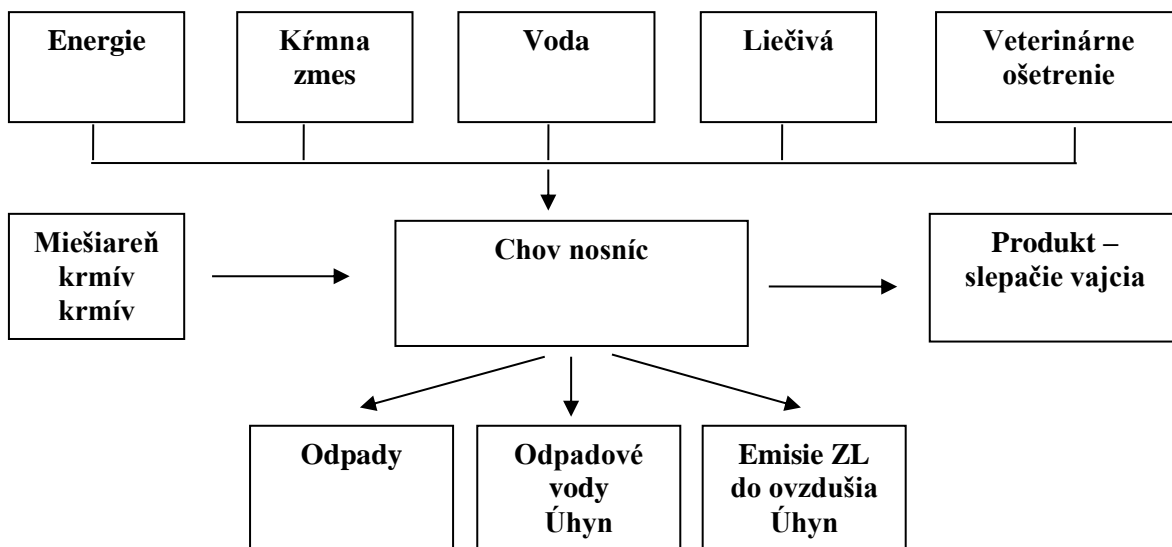 Energie
Kŕmna
zmes
Voda
Liečivá
Veterinárne
ošetrenie
Miešiareň
krmív
krmív
Chov nosníc
Produkt –
slepačie vajcia
Odpady
Odpadové
vody
Úhyn
Emisie ZL
do ovzdušia
Úhyn